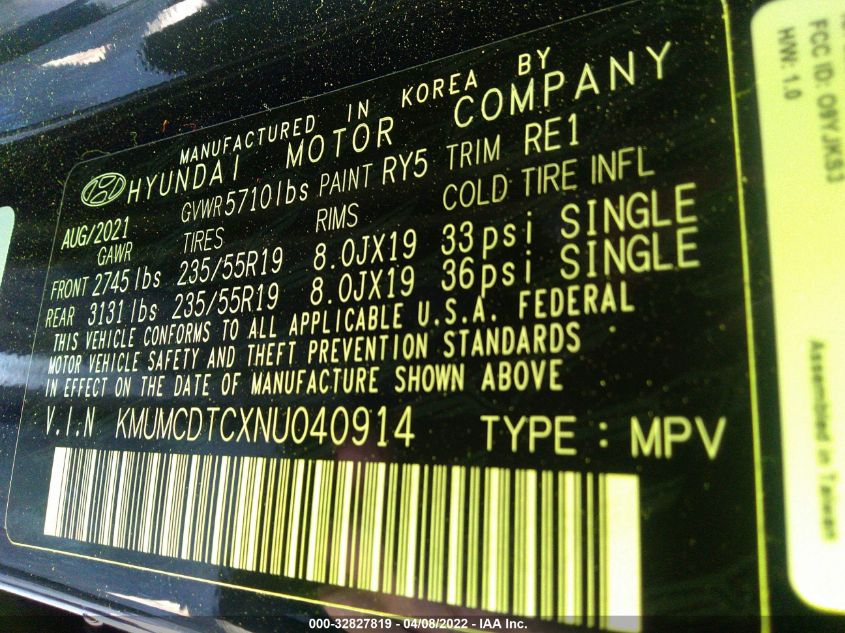 MANUFACTURED IN KOREA BY
HYUNDAI MOTOR COMPANY
AUG/2021 GVWR 5710lbs PAINT RY5 TRIM RE1
GAWR TIRES RIMS COLD TIRE INFL
FRONT 2745lbs 235/55R19 8.0JX19 33psi SINGLE
REAR 3131lbs 235/55R19 8.0JX19 36psi SINGLE
THIS VEHICLE CONFORMS TO ALL APPLICABLE U.S.A. FEDERAL
MOTOR VEHICLE SAFETY AND THEFT PREVENTION STANDARDS
IN EFFECT ON THE DATE OF MANUFACTURE SHOWN ABOVE
V.I.N KMUMCDTCXNU040914 TYPE : MPV
FCC ID: O9YJKS3
HW: 1.0
Assembled in Taiwan
000-32827819 - 04/08/2022 - IAA Inc.